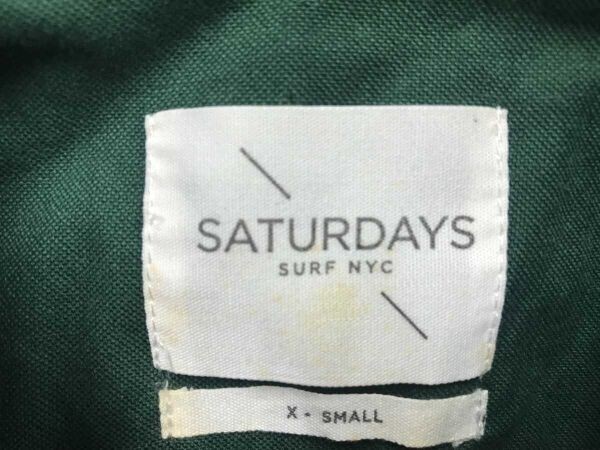 SATURDAYS
SURF NYC
X - SMALL